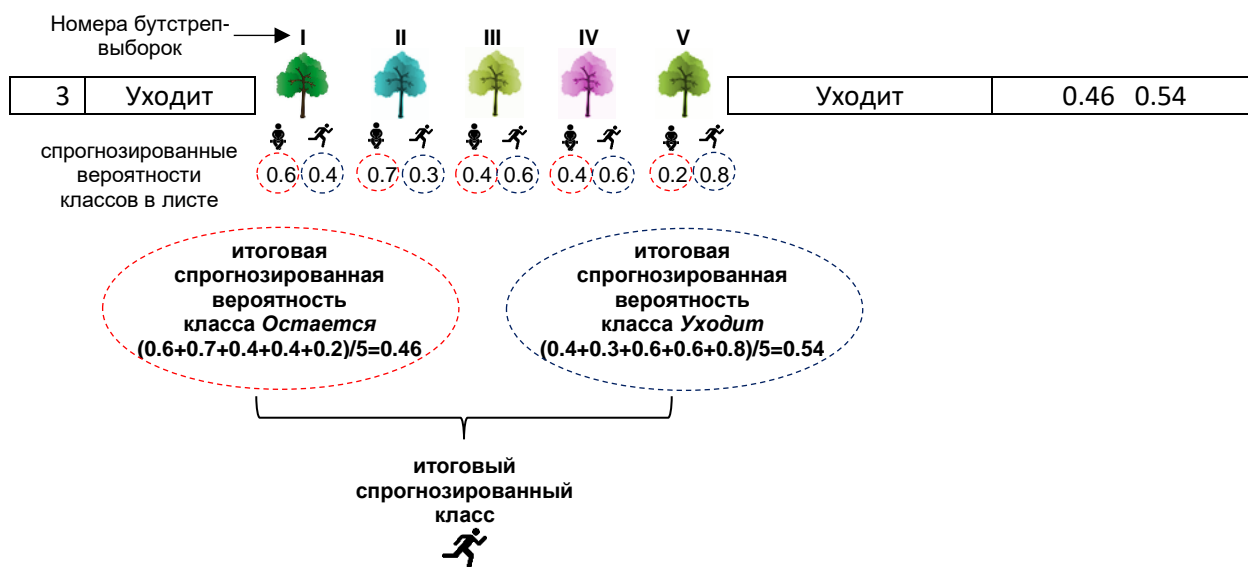 Номера бутстреп-
выборок
I II III IV V
3 Уходит
Уходит 0.46 0.54
спрогнозированные
вероятности
классов в листе
0.6 0.4 0.7 0.3 0.4 0.6 0.4 0.6 0.2 0.8
итоговая
спрогнозированная
вероятность
класса Остается
(0.6+0.7+0.4+0.4+0.2)/5=0.46
итоговая
спрогнозированная
вероятность
класса Уходит
(0.4+0.3+0.6+0.6+0.8)/5=0.54
итоговый
спрогнозированный
класс